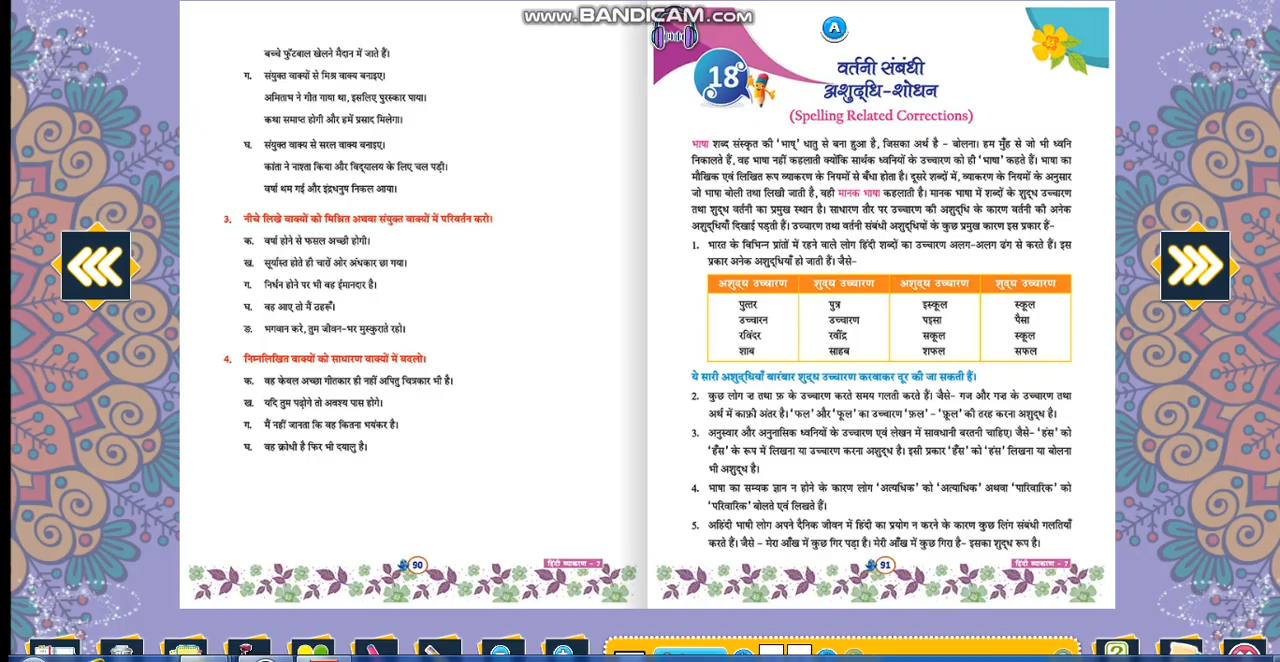 www.BANDICAM.com
बच्चे फुटबाल खेलने मैदान में जाते हैं।
ग. संयुक्त वाक्यों से मिश्र वाक्य बनाइए।
अमिताभ ने गीत गाया था, इसलिए पुरस्कार पाया।
कथा समाप्त होगी और हमें प्रसाद मिलेगा।
घ. संयुक्त वाक्य से सरल वाक्य बनाइए।
कांता ने नाश्ता किया और विद्यालय के लिए चल पड़ी।
वर्षा थम गई और इंद्रधनुष निकल आया।
3. नीचे लिखे वाक्यों को मिश्रित अथवा संयुक्त वाक्यों में परिवर्तन करो।
क. वर्षा होने से फसल अच्छी होगी।
ख. सूर्यास्त होते ही चारों ओर अंधकार छा गया।
ग. निर्धन होने पर भी वह ईमानदार है।
घ. वह आए तो मैं ठहरूँ।
ङ. भगवान करे, तुम जीवन-भर मुस्कुराते रहो।
4. निम्नलिखित वाक्यों को साधारण वाक्यों में बदलो।
क. वह केवल अच्छा गीतकार ही नहीं अपितु चित्रकार भी है।
ख. यदि तुम पढ़ोगे तो अवश्य पास होगे।
ग. मैं नहीं जानता कि वह कितना भयंकर है।
घ. वह क्रोधी है फिर भी दयालु है।
90
हिंदी व्याकरण - 7
A
18
वर्तनी संबंधी
अशुद्धि-शोधन
(Spelling Related Corrections)
भाषा शब्द संस्कृत की 'भाष्' धातु से बना हुआ है, जिसका अर्थ है - बोलना। हम मुँह से जो भी ध्वनि
निकालते हैं, वह भाषा नहीं कहलाती क्योंकि सार्थक ध्वनियों के उच्चारण को ही 'भाषा' कहते हैं। भाषा का
मौखिक एवं लिखित रूप व्याकरण के नियमों से बँधा होता है। दूसरे शब्दों में, व्याकरण के नियमों के अनुसार
जो भाषा बोली तथा लिखी जाती है, वही मानक भाषा कहलाती है। मानक भाषा में शब्दों के शुद्ध उच्चारण
तथा शुद्ध वर्तनी का प्रमुख स्थान है। साधारण तौर पर उच्चारण की अशुद्धि के कारण वर्तनी की अनेक
अशुद्धियाँ दिखाई पड़ती हैं। उच्चारण तथा वर्तनी संबंधी अशुद्धियों के कुछ प्रमुख कारण इस प्रकार हैं-
1. भारत के विभिन्न प्रांतों में रहने वाले लोग हिंदी शब्दों का उच्चारण अलग-अलग ढंग से करते हैं। इस
प्रकार अनेक अशुद्धियाँ हो जाती हैं। जैसे-
अशुद्ध उच्चारण शुद्ध उच्चारण अशुद्ध उच्चारण शुद्ध उच्चारण
पुत्तर पुत्र इस्कूल स्कूल
उच्चारन उच्चारण पइसा पैसा
रविंदर रवींद्र सकूल स्कूल
शाब साहब शफल सफल
ये सारी अशुद्धियाँ बारंबार शुद्ध उच्चारण करवाकर दूर की जा सकती हैं।
2. कुछ लोग ज़ तथा फ़ के उच्चारण करते समय गलती करते हैं। जैसे- गज और गज़ के उच्चारण तथा
अर्थ में काफ़ी अंतर है। 'फल' और 'फूल' का उच्चारण 'फ़ल' - 'फ़ूल' की तरह करना अशुद्ध है।
3. अनुस्वार और अनुनासिक ध्वनियों के उच्चारण एवं लेखन में सावधानी बरतनी चाहिए। जैसे- 'हंस' को
'हँस' के रूप में लिखना या उच्चारण करना अशुद्ध है। इसी प्रकार 'हँस' को 'हंस' लिखना या बोलना
भी अशुद्ध है।
4. भाषा का सम्यक ज्ञान न होने के कारण लोग 'अत्यधिक' को 'अत्याधिक' अथवा 'पारिवारिक' को
'परिवारिक' बोलते एवं लिखते हैं।
5. अहिंदी भाषी लोग अपने दैनिक जीवन में हिंदी का प्रयोग न करने के कारण कुछ लिंग संबंधी गलतियाँ
करते हैं। जैसे - मेरा आँख में कुछ गिर पड़ा है। मेरी आँख में कुछ गिरा है- इसका शुद्ध रूप है।
91
हिंदी व्याकरण - 7